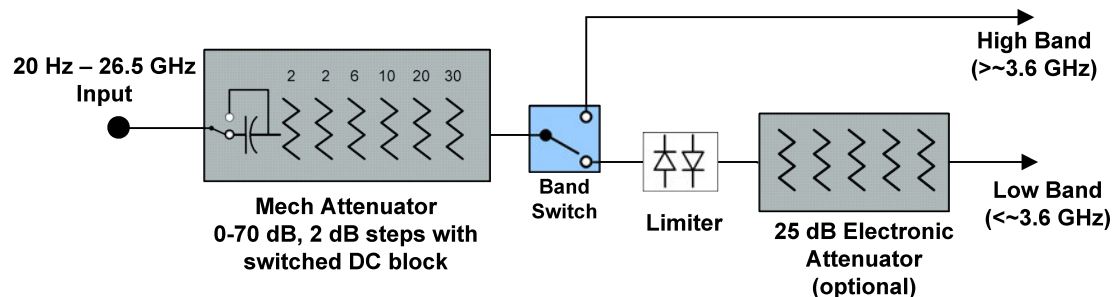 20 Hz – 26.5 GHz
Input
2 2 6 10 20 30
Mech Attenuator
0-70 dB, 2 dB steps with
switched DC block
Band
Switch
Limiter
25 dB Electronic
Attenuator
(optional)
High Band
(>~3.6 GHz)
Low Band
(<~3.6 GHz)